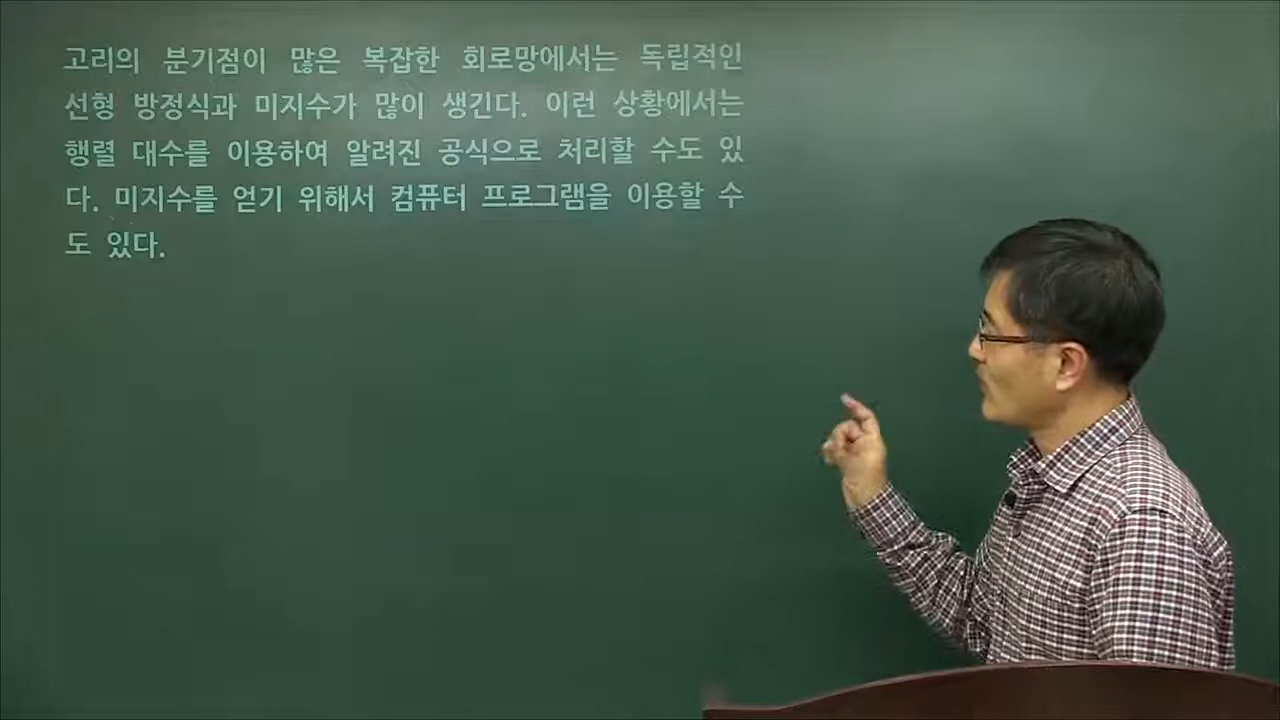 고리의 분기점이 많은 복잡한 회로망에서는 독립적인
선형 방정식과 미지수가 많이 생긴다. 이런 상황에서는
행렬 대수를 이용하여 알려진 공식으로 처리할 수도 있
다. 미지수를 얻기 위해서 컴퓨터 프로그램을 이용할 수
도 있다.